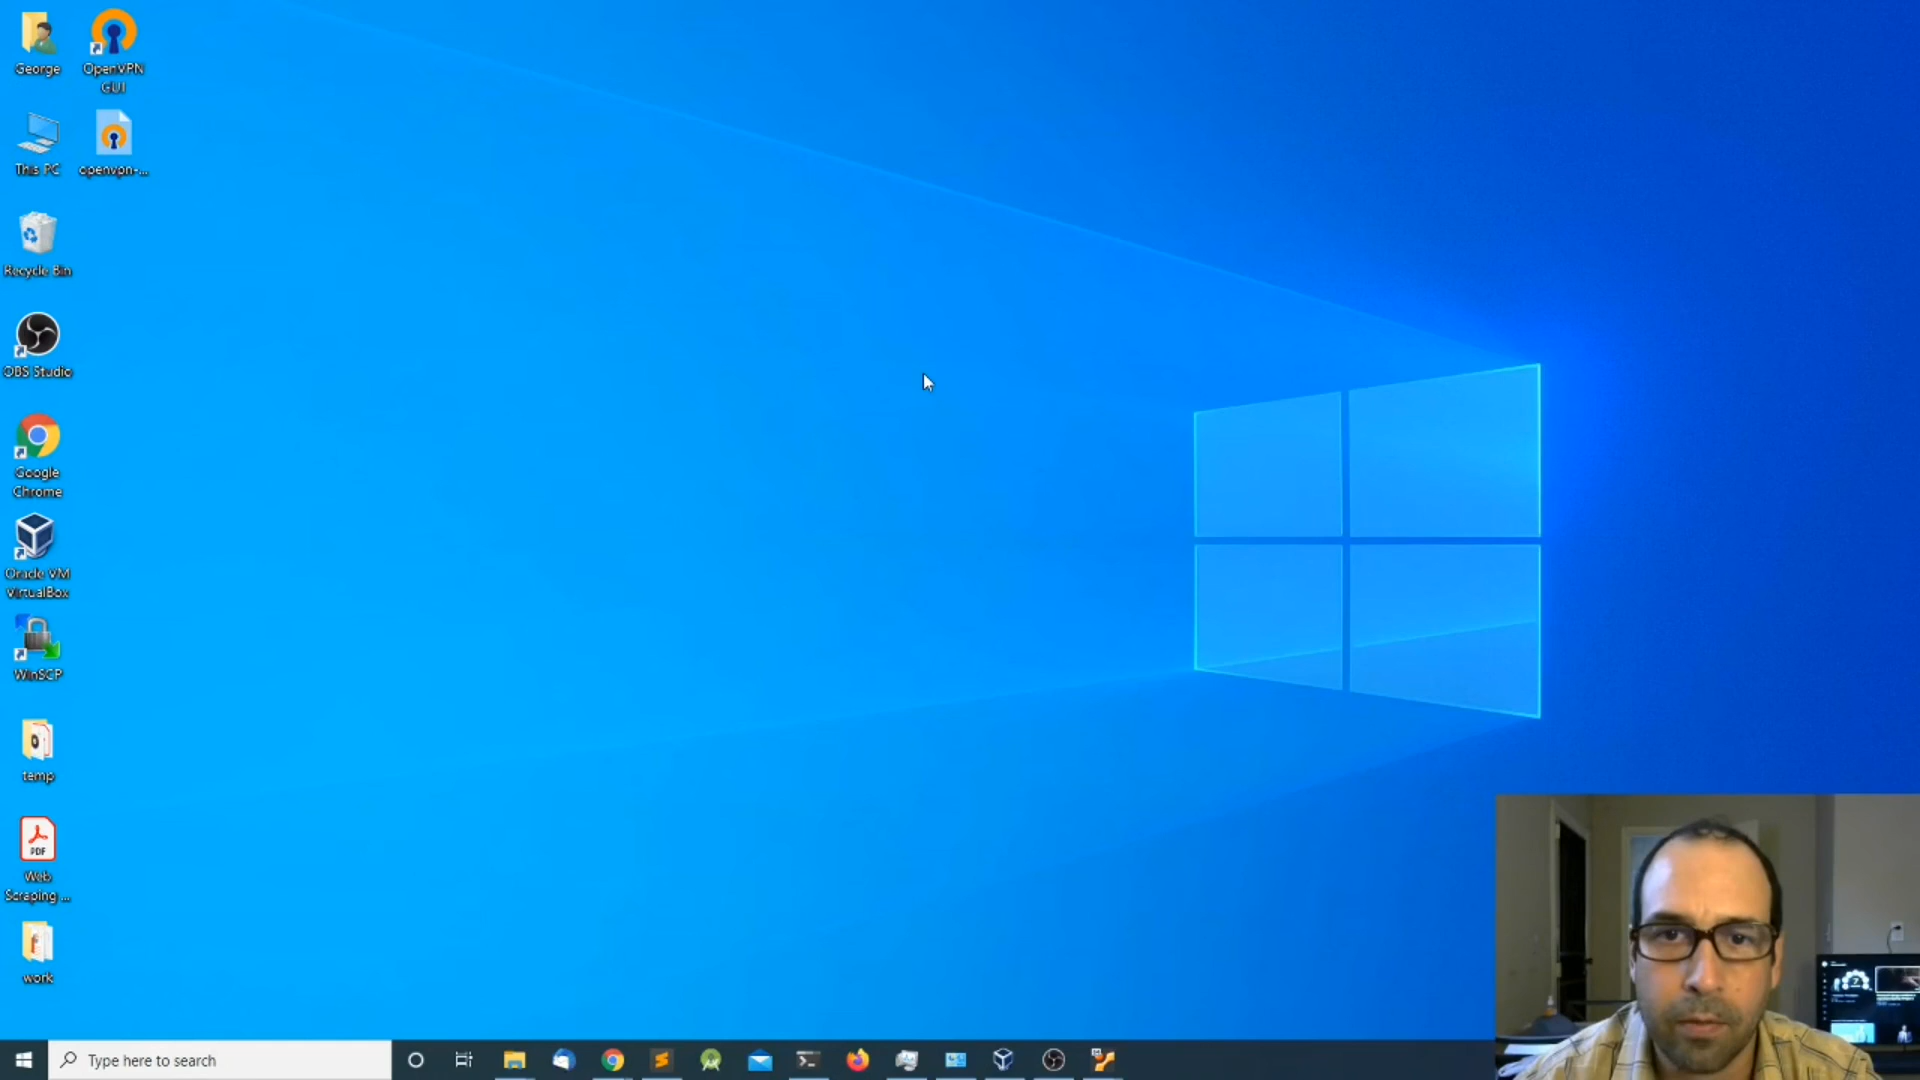 George
OpenVPN
GUI
This PC
openvpn-...
Recycle Bin
OBS Studio
Google
Chrome
Oracle VM
VirtualBox
WinSCP
temp
PDF
Web
Scraping ...
work
Type here to search